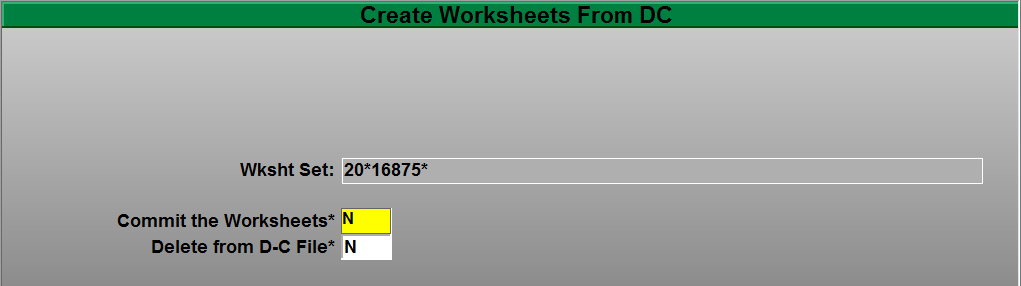 Create Worksheets From DC
Wksht Set: 20*16875*
Commit the Worksheets* N
Delete from D-C File* N